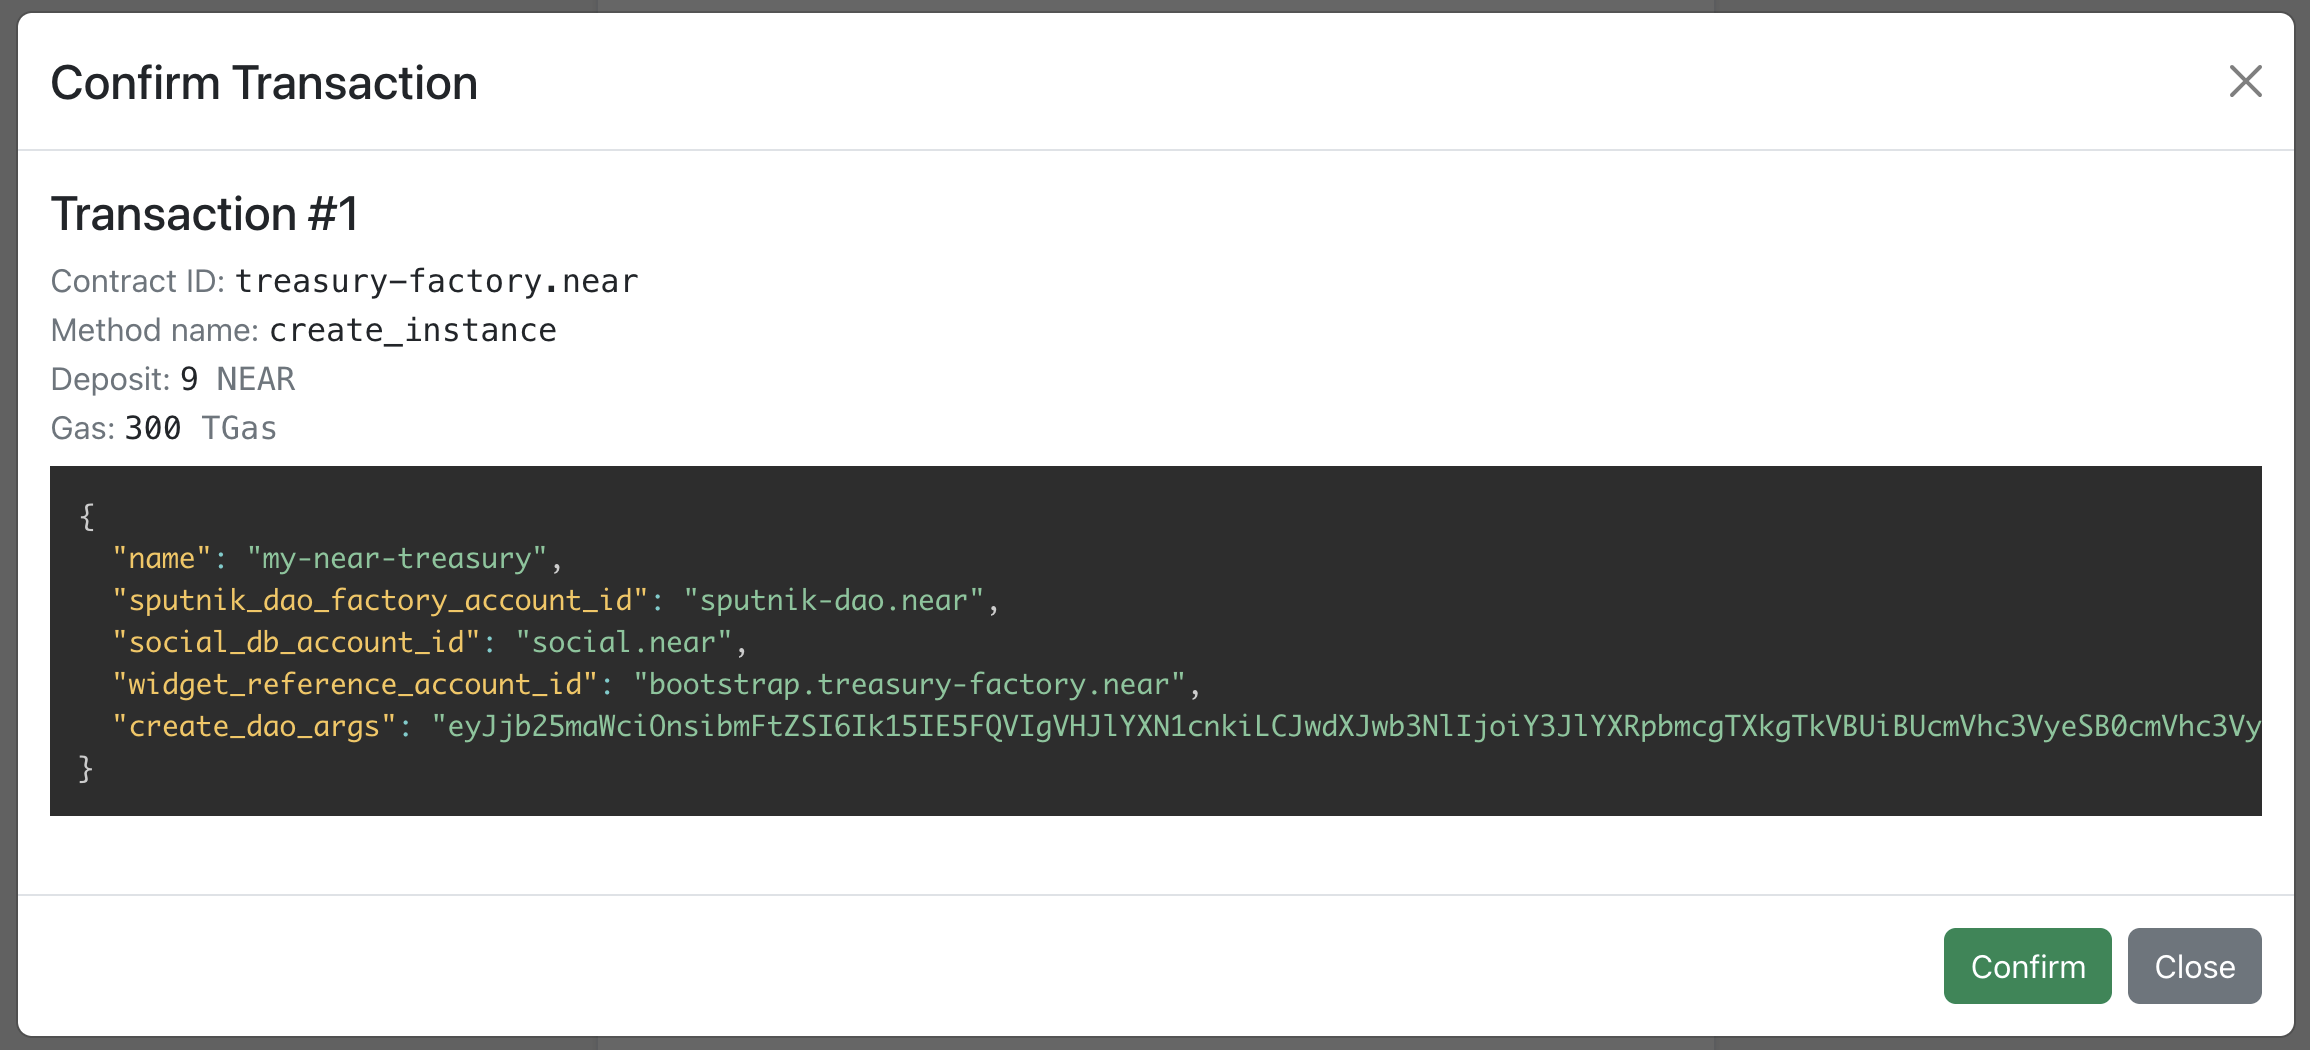 Confirm Transaction
Transaction #1
Contract ID: treasury-factory.near
Method name: create_instance
Deposit: 9 NEAR
Gas: 300 TGas
{
"name": "my-near-treasury",
"sputnik_dao_factory_account_id": "sputnik-dao.near",
"social_db_account_id": "social.near",
"widget_reference_account_id": "bootstrap.treasury-factory.near",
"create_dao_args": "eyJjb25maWciOnsibmFtZSI6Ik15IE5FQVIgVHJlYXN1cnkiLCJwdXJwb3NlIjoiY3JlYXRpbmcgTXkgTkVBUiBUcmVhc3VyeSB0cmVhc3Vy
}
Confirm
Close